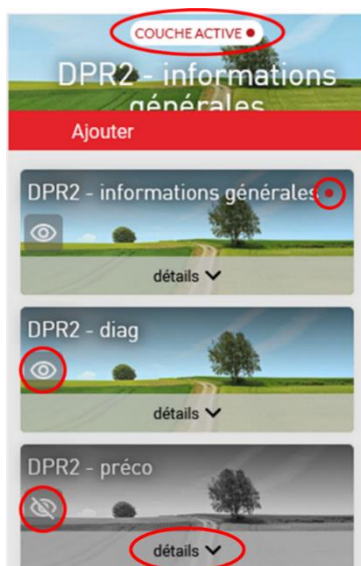 COUCHE ACTIVE
DPR2 - informations
générales
Ajouter
DPR2 - informations générales
détails
DPR2 - diag
détails
DPR2 - préco
détails